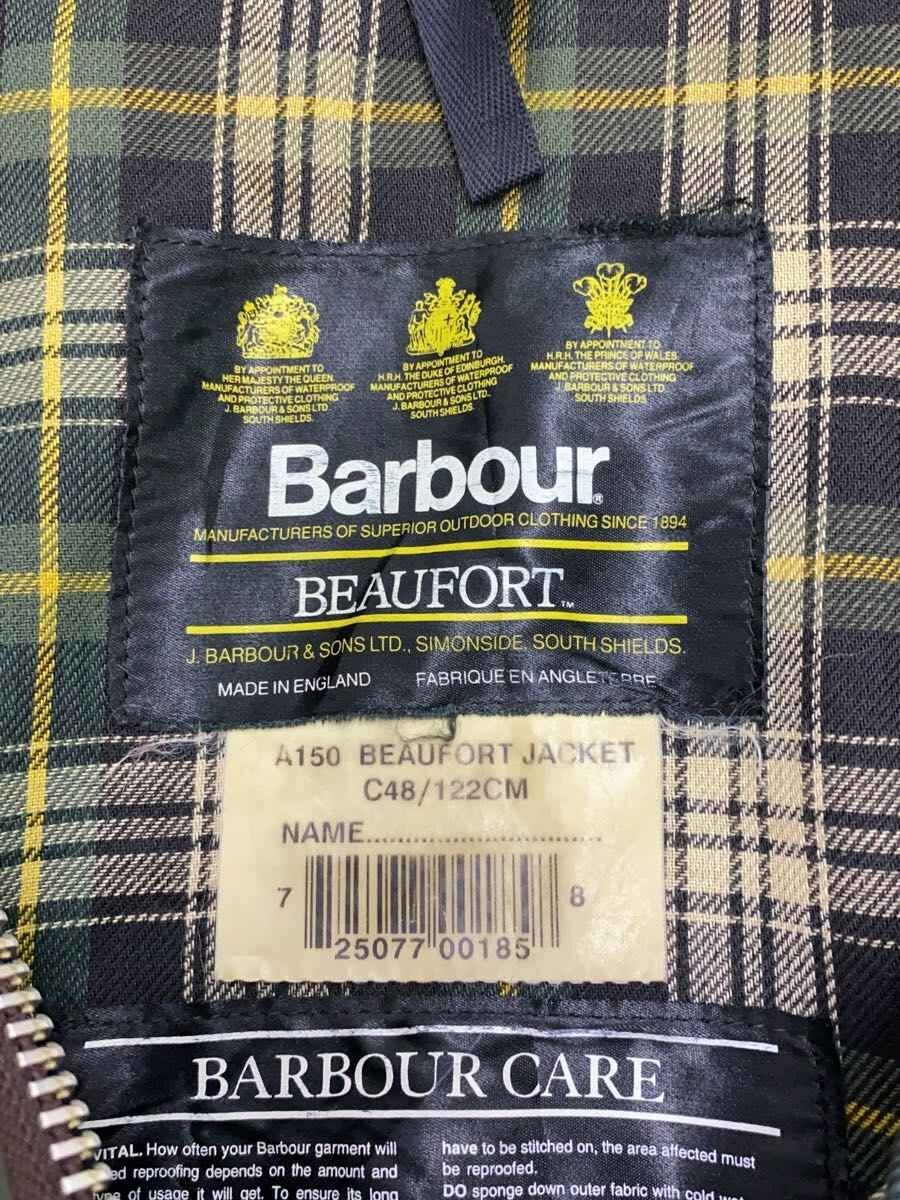 BY APPOINTMENT TO
HER MAJESTY THE QUEEN.
MANUFACTURERS OF WATERPROOF
AND PROTECTIVE CLOTHING
J. BARBOUR & SONS LTD.
SOUTH SHIELDS.
BY APPOINTMENT TO
H.R.H. THE DUKE OF EDINBURGH.
MANUFACTURERS OF WATERPROOF
AND PROTECTIVE CLOTHING
J. BARBOUR & SONS LTD.
SOUTH SHIELDS.
BY APPOINTMENT TO
H.R.H. THE PRINCE OF WALES.
MANUFACTURERS OF WATERPROOF
AND PROTECTIVE CLOTHING
J. BARBOUR & SONS LTD.
SOUTH SHIELDS.
Barbour®
MANUFACTURERS OF SUPERIOR OUTDOOR CLOTHING SINCE 1894
BEAUFORT™
J. BARBOUR & SONS LTD., SIMONSIDE, SOUTH SHIELDS.
MADE IN ENGLAND FABRIQUE EN ANGLETERRE
A150 BEAUFORT JACKET
C48/122CM
NAME..............................
7 25077 00185 8
BARBOUR CARE
VITAL. How often your Barbour garment will
reproofing depends on the amount and
of usage it will get. To ensure its long
have to be stitched on, the area affected must
be reproofed.
DO sponge down outer fabric with cold